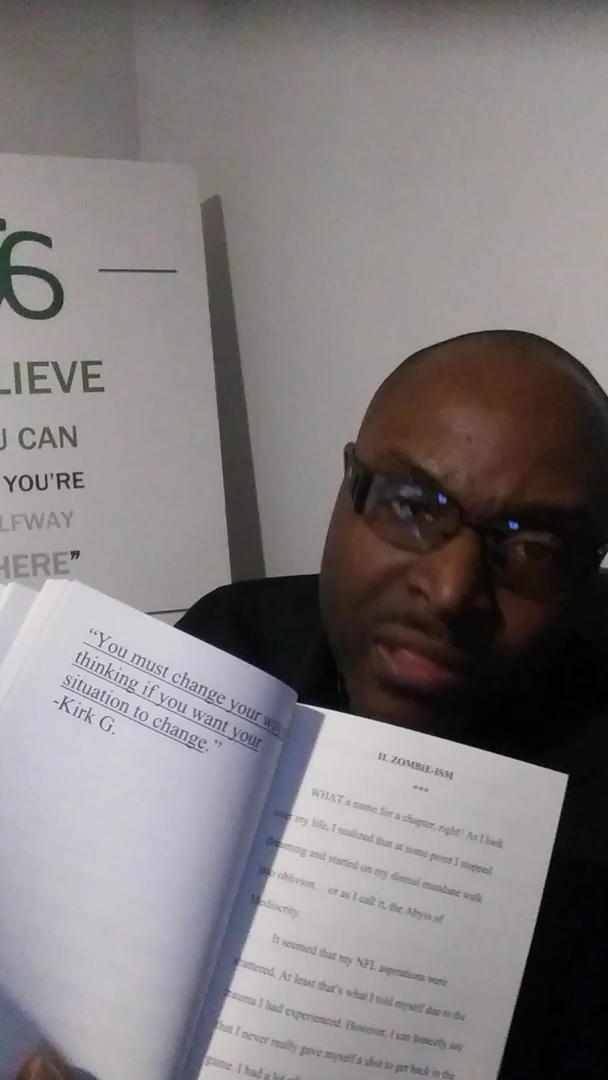 6
LIEVE
U CAN
YOU'RE
LFWAY
HERE”
“You must change your way
thinking if you want your
situation to change.”
-Kirk G.
II. ZOMBIE-ISM
***
WHAT a name for a chapter, right? As I look
over my life, I realized that at some point I stopped
dreaming and started on my dismal mundane walk
into oblivion... or as I call it, the Abyss of
Mediocrity.
It seemed that my NFL aspirations were
shattered. At least that's what I told myself due to the
trauma I had experienced. However, I can honestly say
that I never really gave myself a shot to get back in the
game. I had a lot of